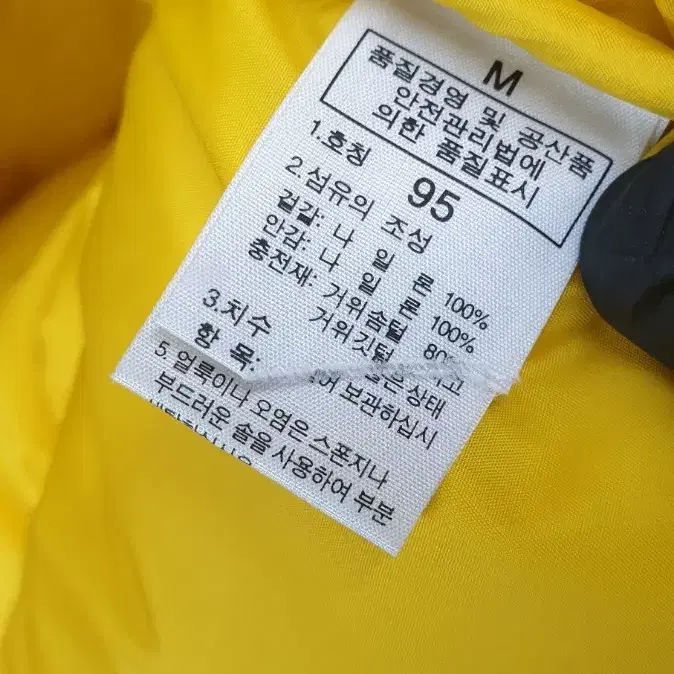 M
품질경영 및 공산품
안전관리법에
의한 품질표시
1.호칭 95
2.섬유의 조성
겉감: 나 일 론 100%
안감: 나 일 론 100%
충전재: 거위솜털 80%
거위깃털
3.치수
항 목:
보관하십시
5. 얼룩이나 오염은 스폰지나
부드러운 솔을 사용하여 부분